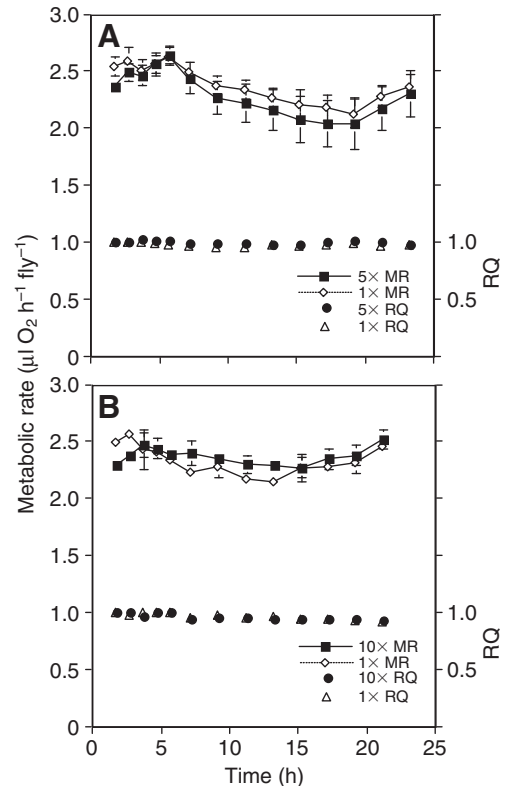 A
3.0
2.5
2.0
1.5
1.0
0.5
0
1.0
0.5
5× MR
1× MR
5× RQ
1× RQ
RQ
Metabolic rate (µl O₂ h⁻¹ fly⁻¹)
B
3.0
2.5
2.0
1.5
1.0
0.5
0
1.0
0.5
10× MR
1× MR
10× RQ
1× RQ
RQ
0 5 10 15 20 25
Time (h)